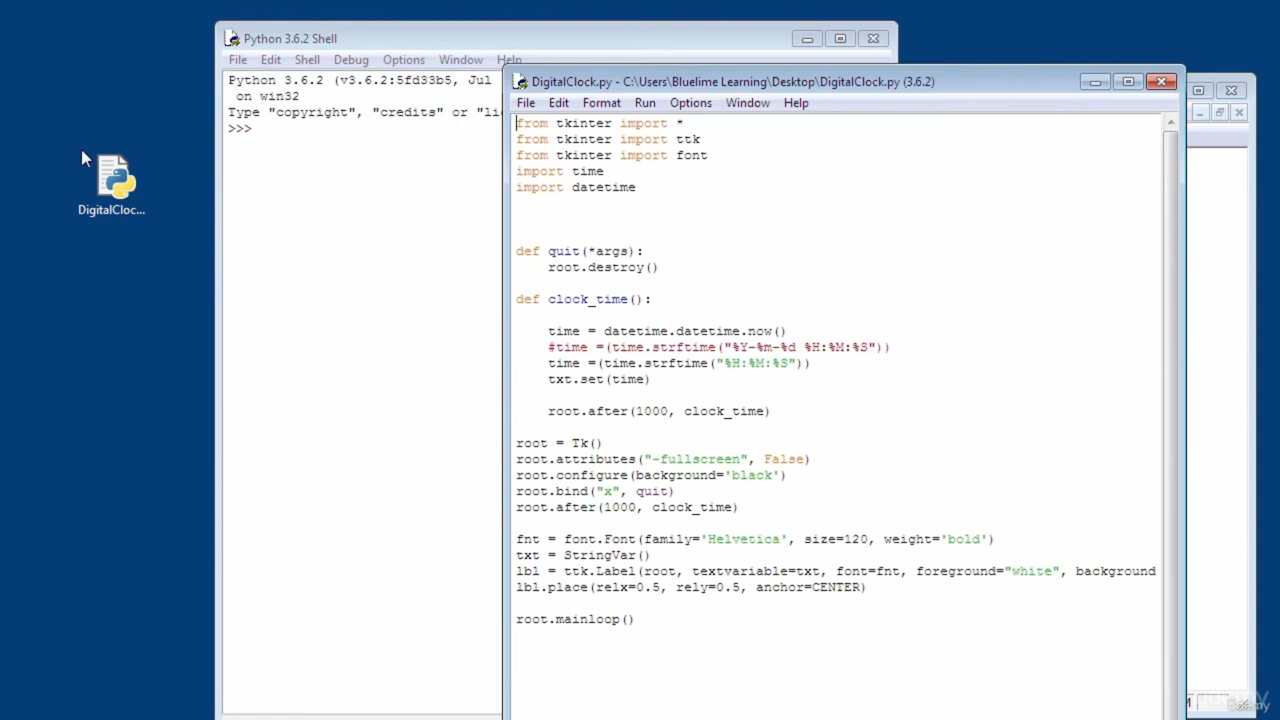 Python 3.6.2 Shell
File Edit Shell Debug Options Window Help
Python 3.6.2 (v3.6.2:5fd33b5, Jul
on win32
Type "copyright", "credits" or "li
>>>
DigitalCloc...
DigitalClock.py - C:\Users\Bluelime Learning\Desktop\DigitalClock.py (3.6.2)
File Edit Format Run Options Window Help
from tkinter import *
from tkinter import ttk
from tkinter import font
import time
import datetime
def quit(*args):
    root.destroy()
def clock_time():
    time = datetime.datetime.now()
    #time =(time.strftime("%Y-%m-%d %H:%M:%S"))
    time =(time.strftime("%H:%M:%S"))
    txt.set(time)
    root.after(1000, clock_time)
root = Tk()
root.attributes("-fullscreen", False)
root.configure(background='black')
root.bind("x", quit)
root.after(1000, clock_time)
fnt = font.Font(family='Helvetica', size=120, weight='bold')
txt = StringVar()
lbl = ttk.Label(root, textvariable=txt, font=fnt, foreground="white", background
lbl.place(relx=0.5, rely=0.5, anchor=CENTER)
root.mainloop()